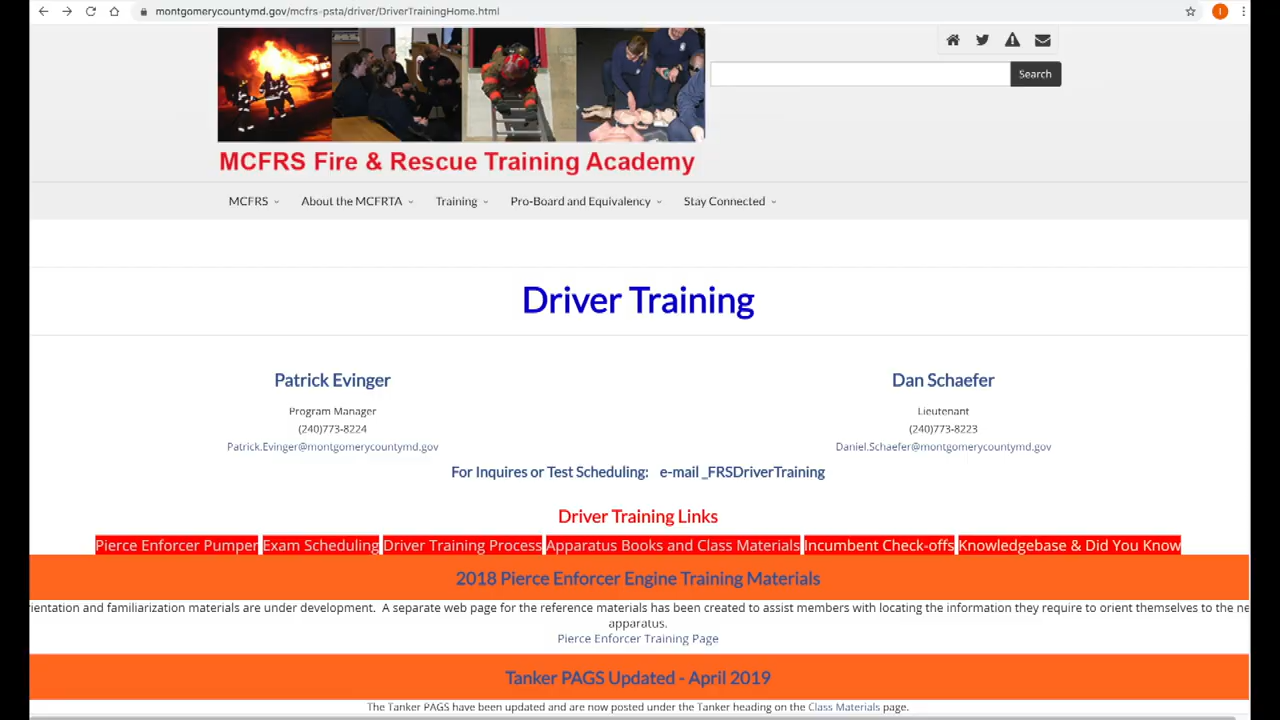 montgomerycountymd.gov/mcfrs-psta/driver/DriverTrainingHome.html
Search
MCFRS Fire & Rescue Training Academy
MCFRS About the MCFRTA Training Pro-Board and Equivalency Stay Connected
Driver Training
Patrick Evinger
Program Manager
(240)773-8224
Patrick.Evinger@montgomerycountymd.gov
Dan Schaefer
Lieutenant
(240)773-8223
Daniel.Schaefer@montgomerycountymd.gov
For Inquires or Test Scheduling: e-mail _FRSDriverTraining
Driver Training Links
Pierce Enforcer Pumper Exam Scheduling Driver Training Process Apparatus Books and Class Materials Incumbent Check-offs Knowledgebase & Did You Know
2018 Pierce Enforcer Engine Training Materials
rientation and familiarization materials are under development. A separate web page for the reference materials has been created to assist members with locating the information they require to orient themselves to the ne
apparatus.
Pierce Enforcer Training Page
Tanker PAGS Updated - April 2019
The Tanker PAGS have been updated and are now posted under the Tanker heading on the Class Materials page.